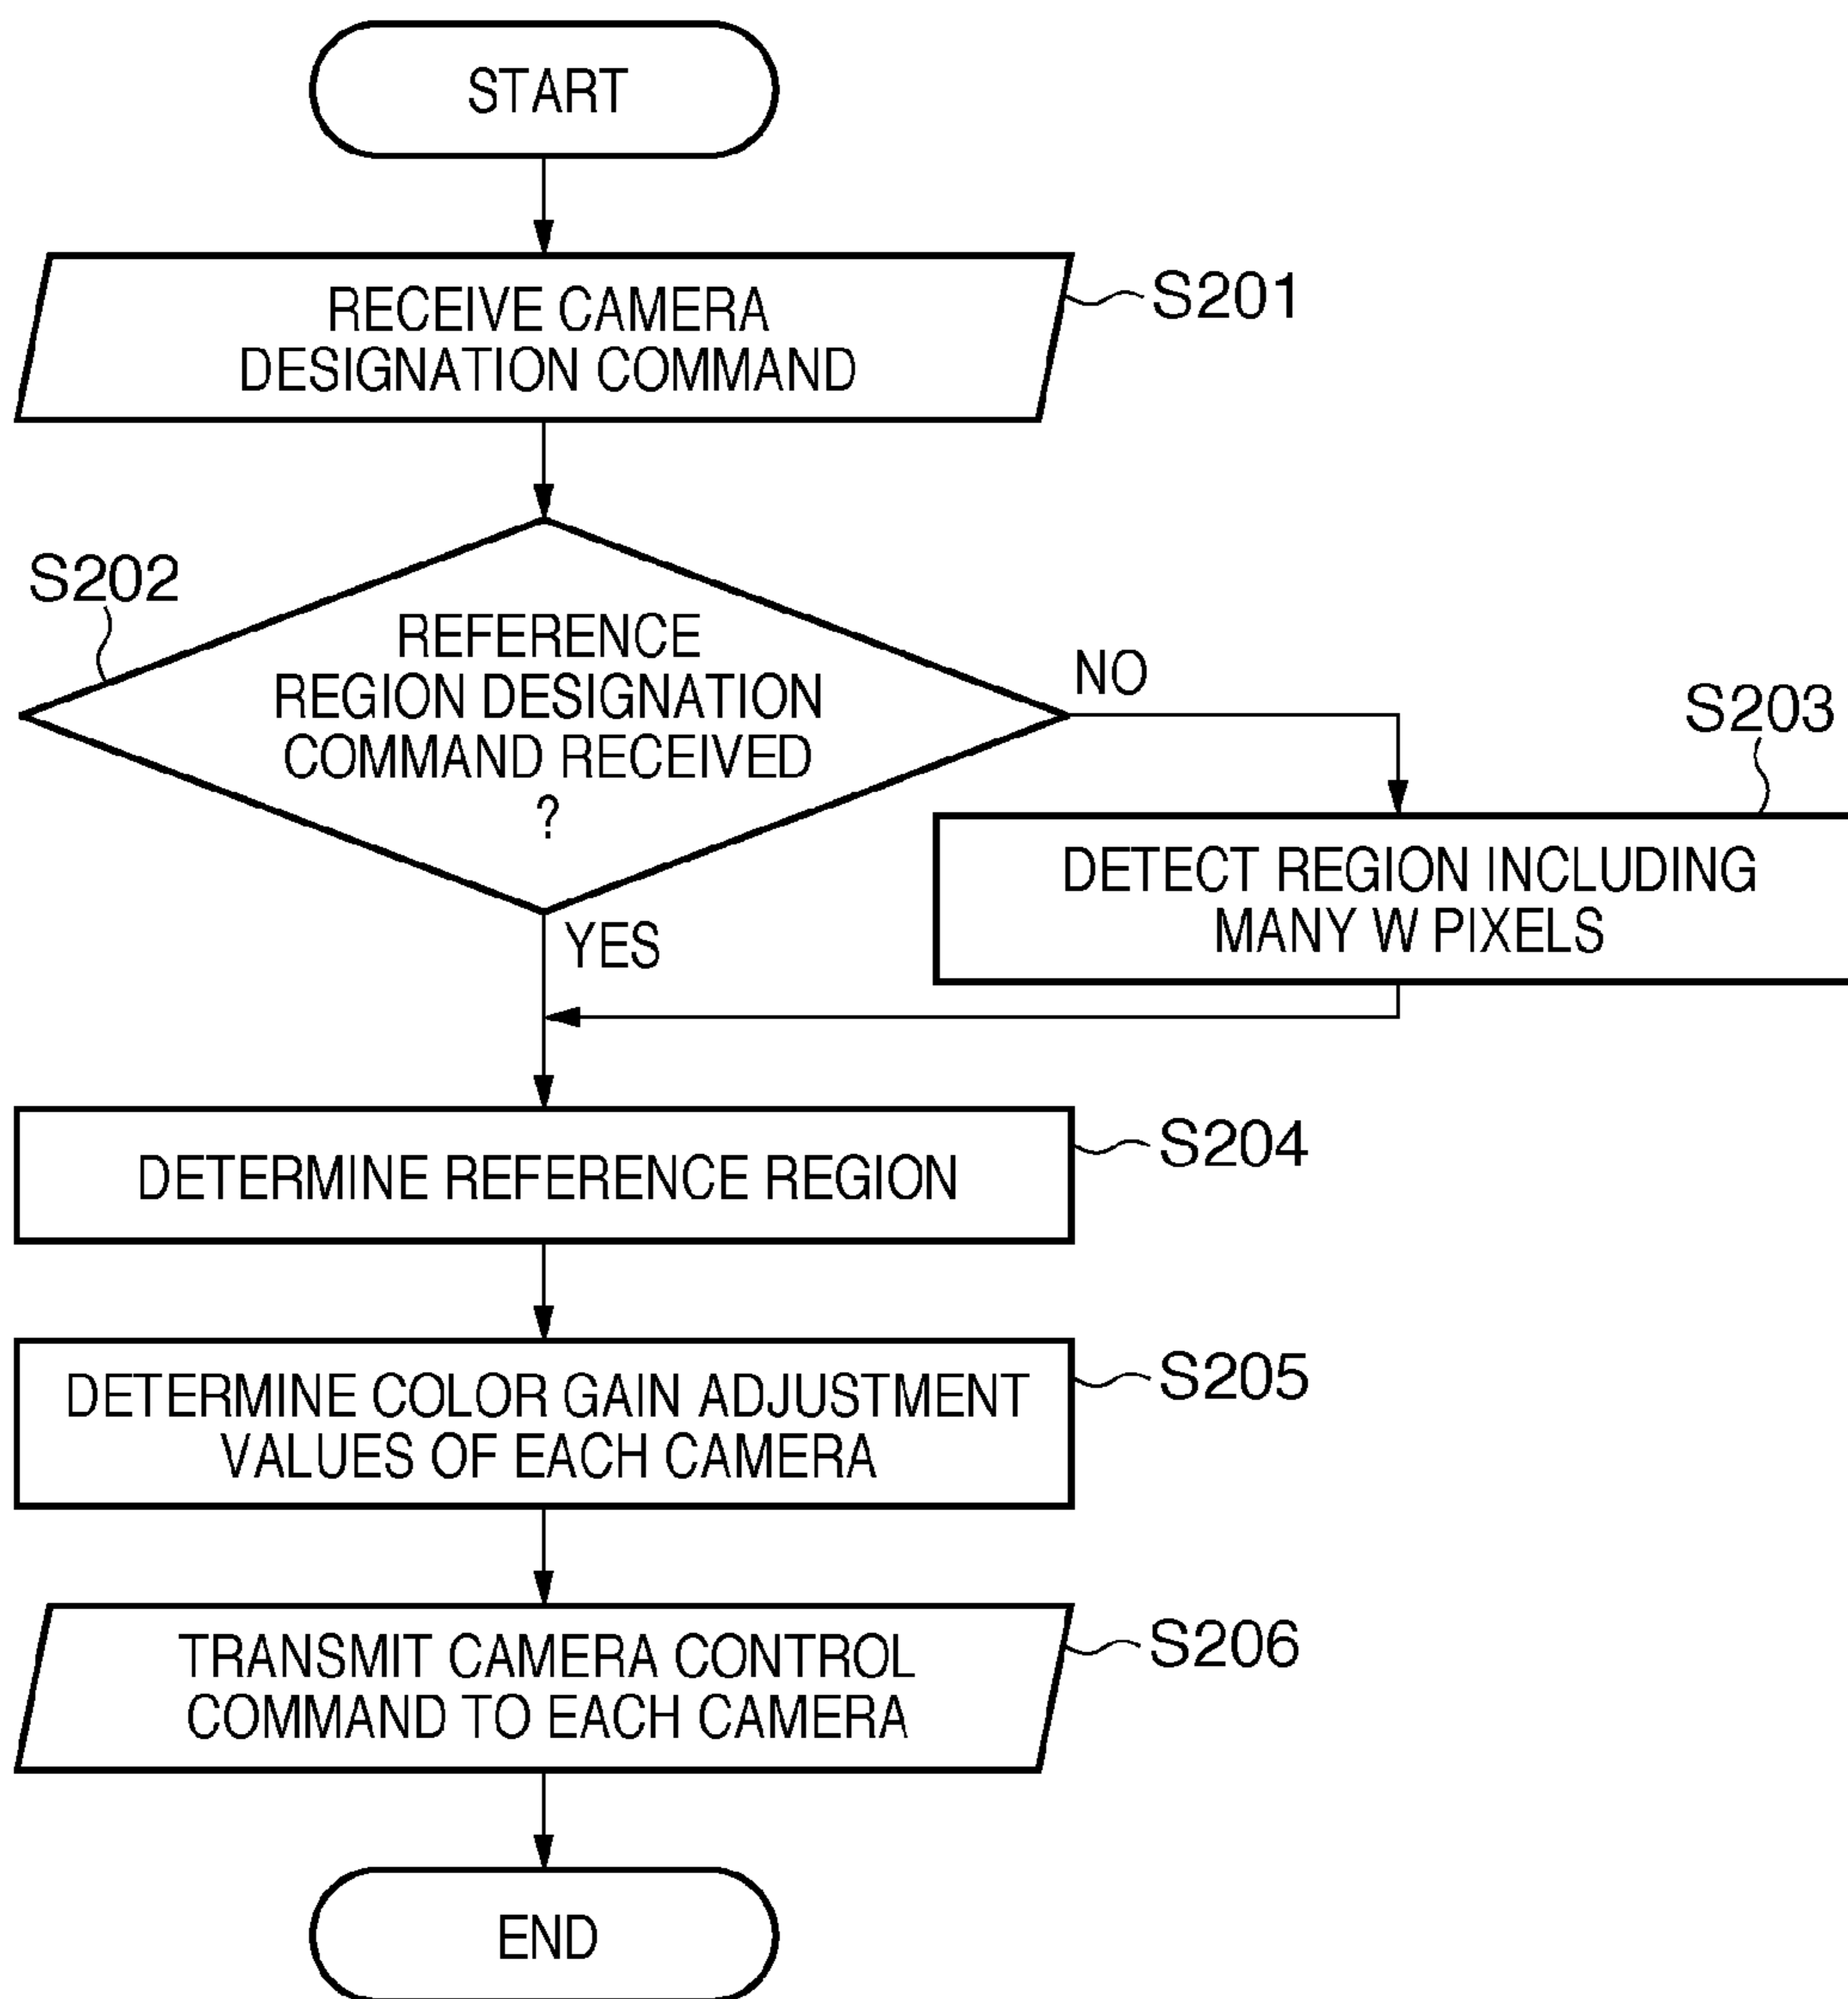 START
RECEIVE CAMERA
DESIGNATION COMMAND
S201
S202
REFERENCE
REGION DESIGNATION
COMMAND RECEIVED
?
NO
YES
S203
DETECT REGION INCLUDING
MANY W PIXELS
DETERMINE REFERENCE REGION
S204
DETERMINE COLOR GAIN ADJUSTMENT
VALUES OF EACH CAMERA
S205
TRANSMIT CAMERA CONTROL
COMMAND TO EACH CAMERA
S206
END